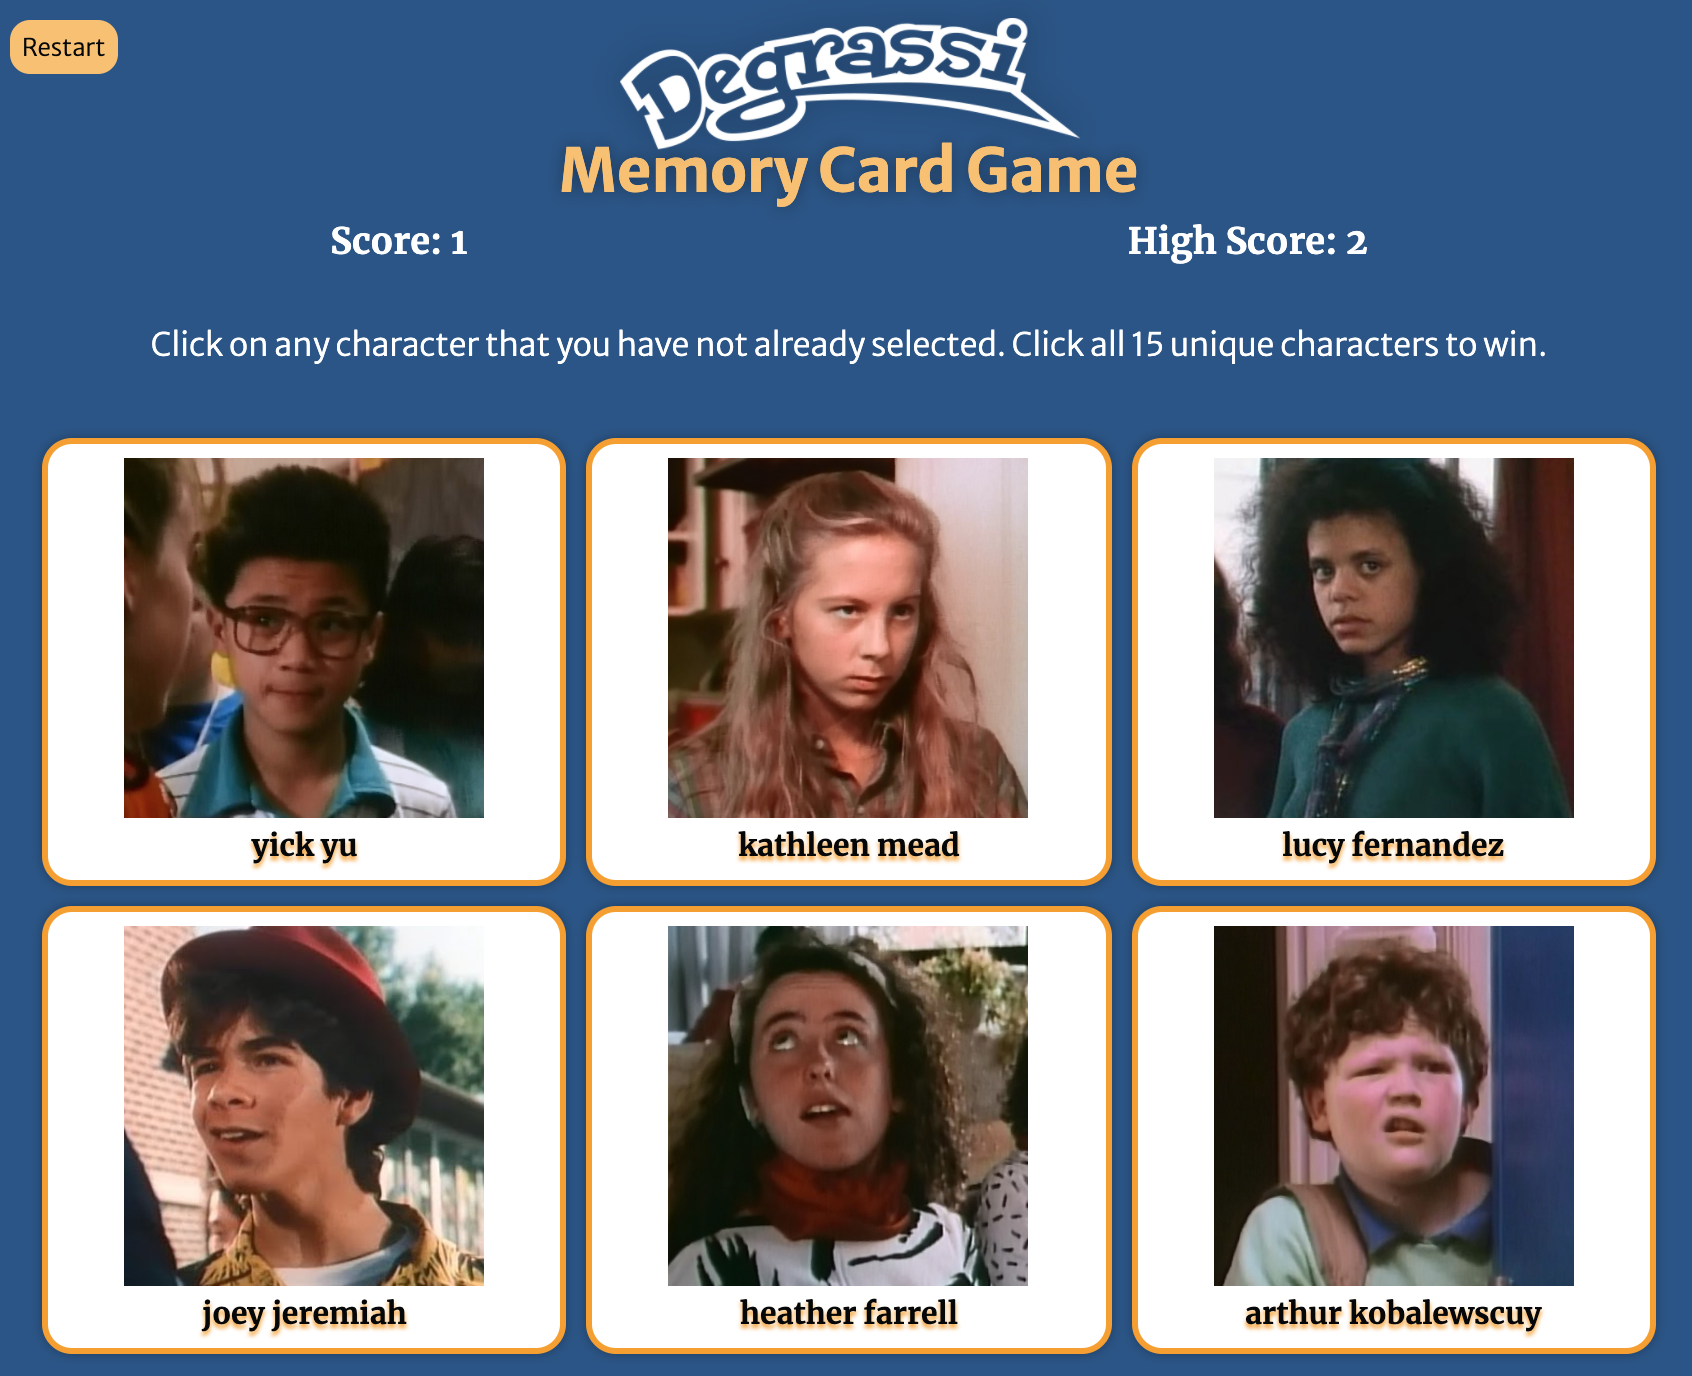 Restart
Degrassi
Memory Card Game
Score: 1
High Score: 2
Click on any character that you have not already selected. Click all 15 unique characters to win.
yick yu
kathleen mead
lucy fernandez
joey jeremiah
heather farrell
arthur kobalewscuy